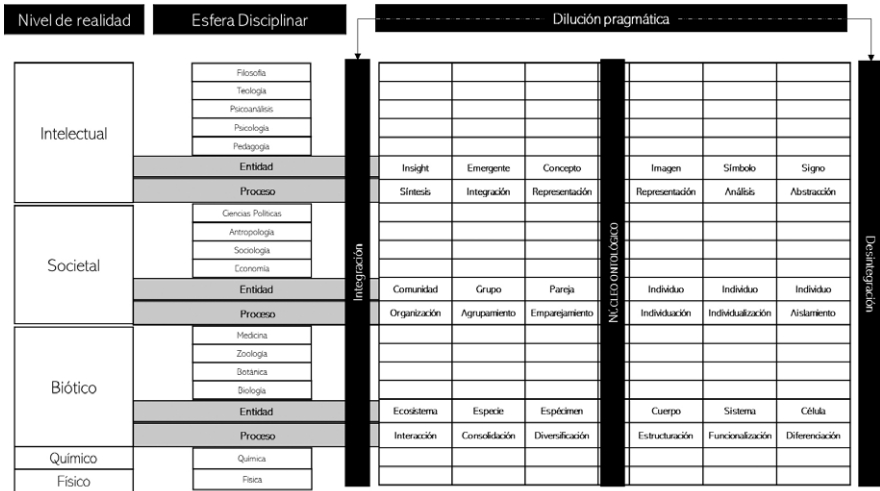 Nivel de realidad Esfera Disciplinar Dilución pragmática
Integración
NÚCLEO ONTOLÓGICO
Desintegración
Intelectual
Filosofía
Teología
Psicoanálisis
Psicología
Pedagogía
Entidad Insight Emergente Concepto Imagen Símbolo Signo
Proceso Síntesis Integración Representación Representación Análisis Abstracción
Societal
Ciencias Políticas
Antropología
Sociología
Economía
Entidad Comunidad Grupo Pareja Individuo Individuo Individuo
Proceso Organización Agrupamiento Emparejamiento Individuación Individualización Aislamiento
Biótico
Medicina
Zoología
Botánica
Biología
Entidad Ecosistema Especie Espécimen Cuerpo Sistema Célula
Proceso Interacción Consolidación Diversificación Estructuración Funcionalización Diferenciación
Químico Química
Físico Física